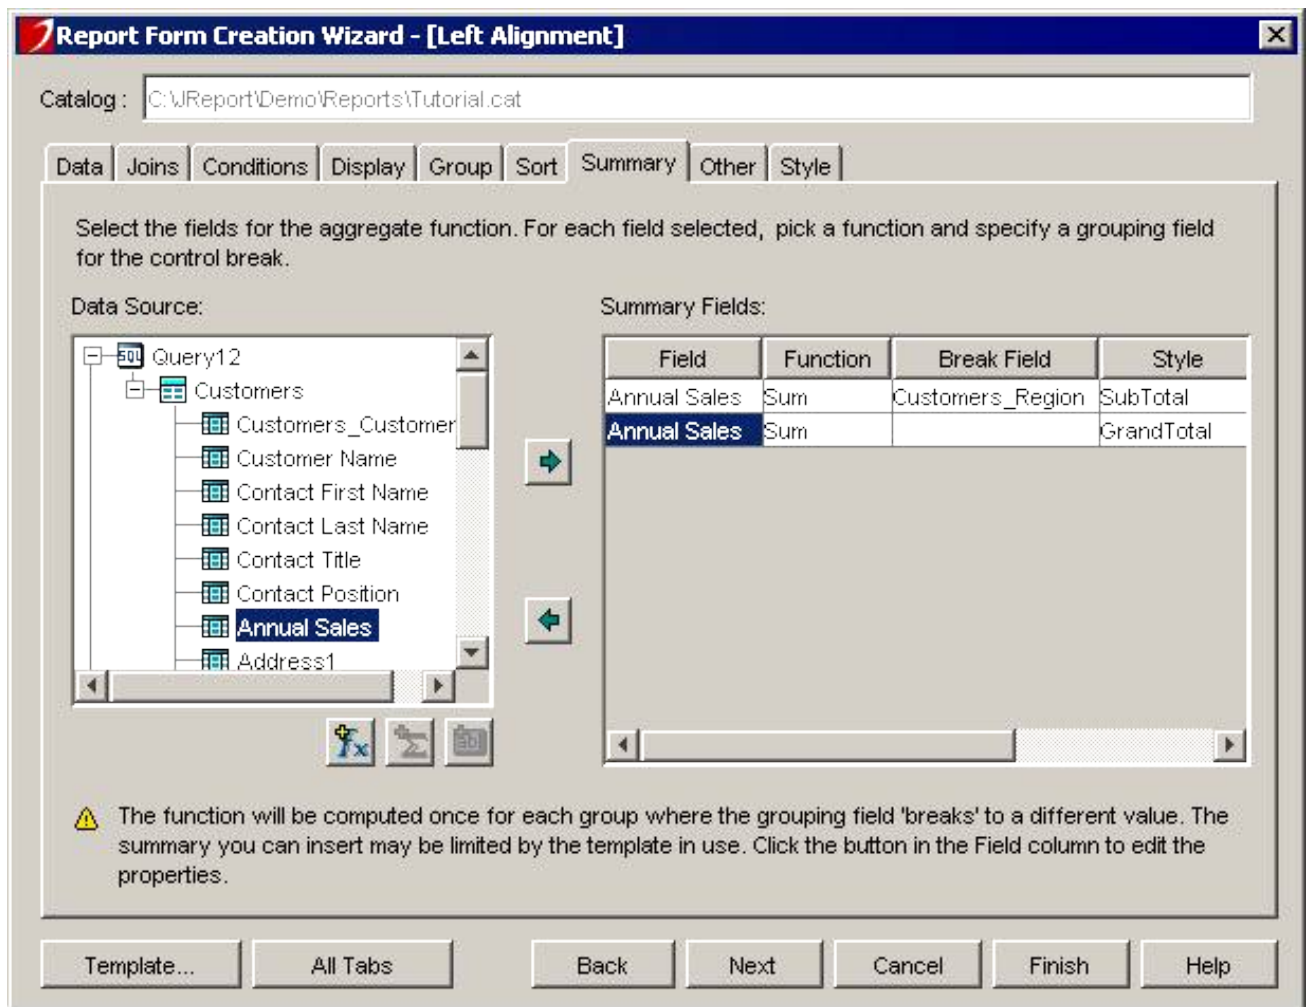 Report Form Creation Wizard - [Left Alignment]
Catalog : C:\JReport\Demo\Reports\Tutorial.cat
Data Joins Conditions Display Group Sort Summary Other Style
Select the fields for the aggregate function. For each field selected, pick a function and specify a grouping field
for the control break.
Data Source:
SQL Query12
Customers
Customers_Customer
Customer Name
Contact First Name
Contact Last Name
Contact Title
Contact Position
Annual Sales
Address1
Summary Fields:
Field Function Break Field Style
Annual Sales Sum Customers_Region SubTotal
Annual Sales Sum GrandTotal
The function will be computed once for each group where the grouping field 'breaks' to a different value. The
summary you can insert may be limited by the template in use. Click the button in the Field column to edit the
properties.
Template... All Tabs Back Next Cancel Finish Help